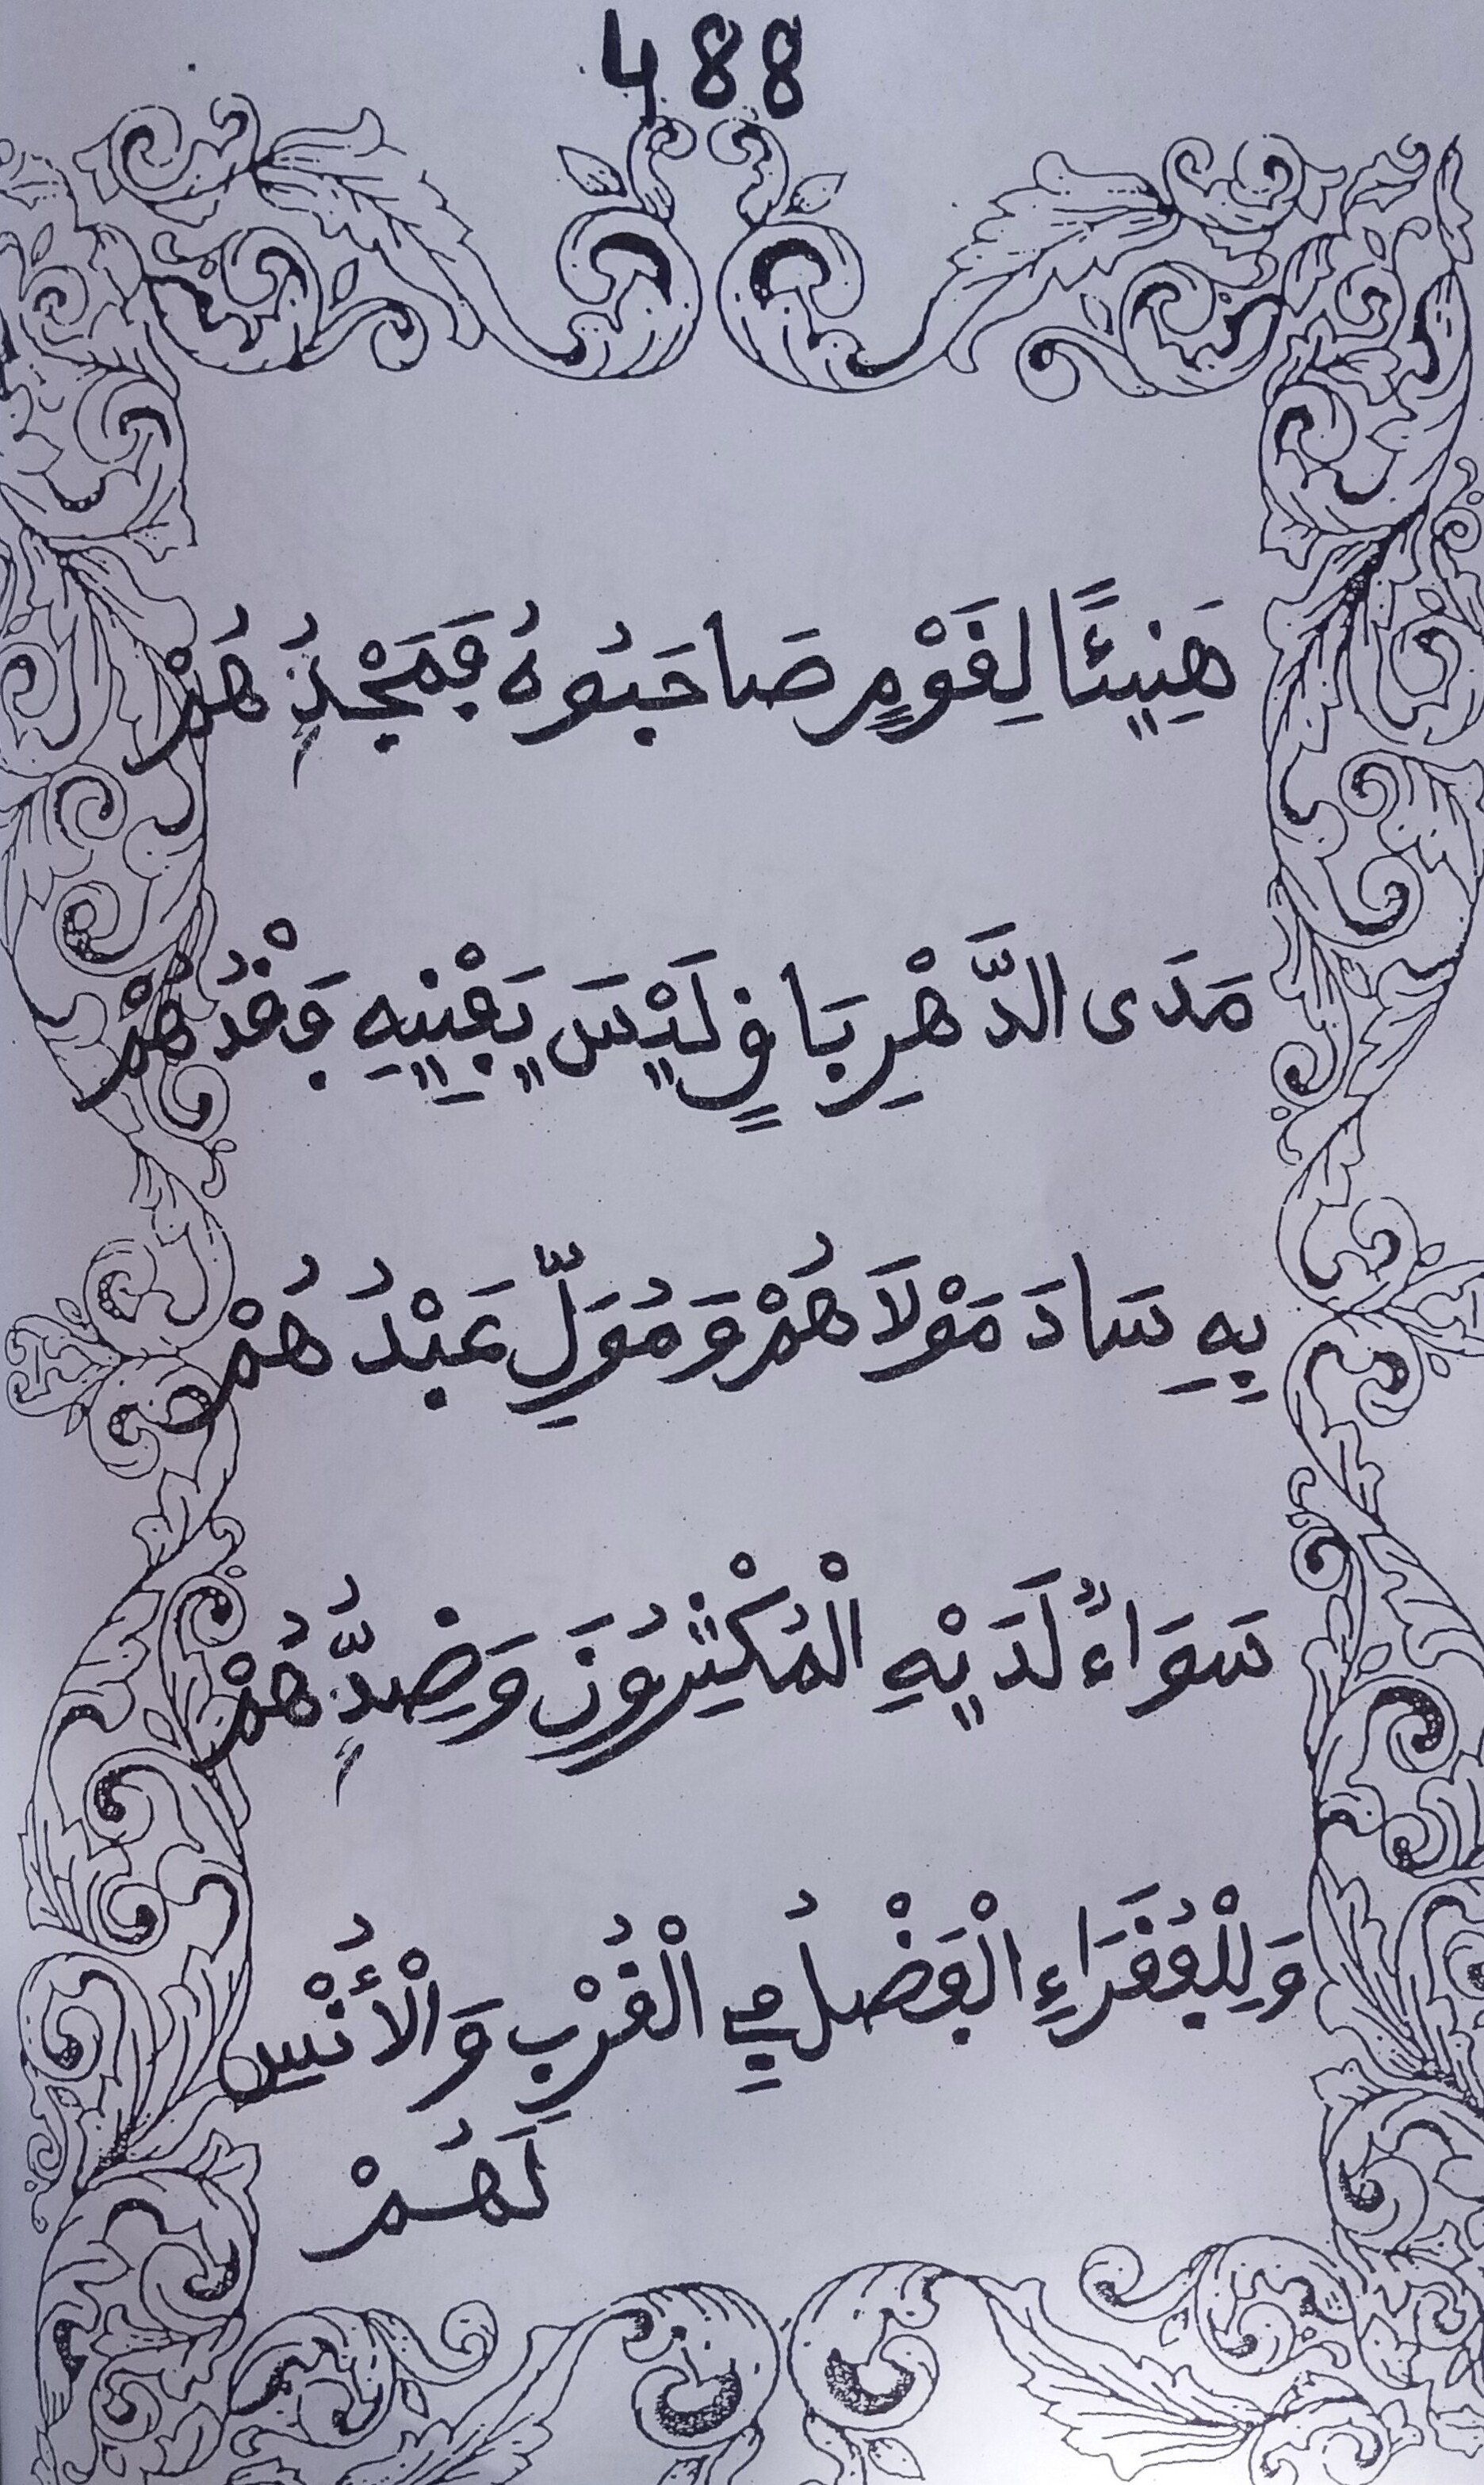 488
هَنِيئًا لِقَوْمٍ صَاحَبُوهُ فَمَجْدُهُمْ
مَدَى الدَّهْرِ بَاقٍ لَيْسَ يَفْنِيهِ فَقْدُهُمْ
بِهِ سَادَ مَوْلَاهُمْ وَمُوَلٍّ عَبْدُهُمْ
سَوَاءٌ لَدَيْهِ الْمُكْثِرُونَ وَضِدُّهُمْ
وَلِلْفُقَرَاءِ الْفَضْلُ فِي الْقُرْبِ وَالْأُنْسِ
لَهُمْ